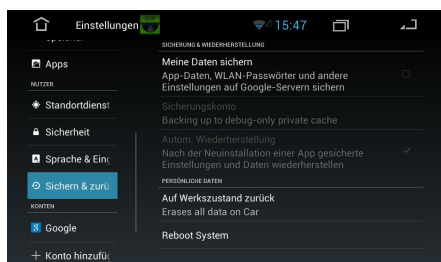 Einstellungen
15:47
Apps
NUTZER
Standortdienst
Sicherheit
Sprache & Eing
Sichern & zurü
KONTEN
Google
Konto hinzufüg
SICHERUNG & WIEDERHERSTELLUNG
Meine Daten sichern
App-Daten, WLAN-Passwörter und andere
Einstellungen auf Google-Servern sichern
Sicherungskonto
Backing up to debug-only private cache
Autom. Wiederherstellung
Nach der Neuinstallation einer App gesicherte
Einstellungen und Daten wiederherstellen
PERSÖNLICHE DATEN
Auf Werkszustand zurück
Erases all data on Car
Reboot System